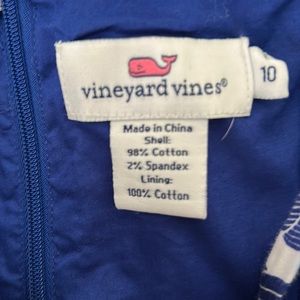 vineyard vines®
10
Made in China
Shell:
98% Cotton
2% Spandex
Lining:
100% Cotton